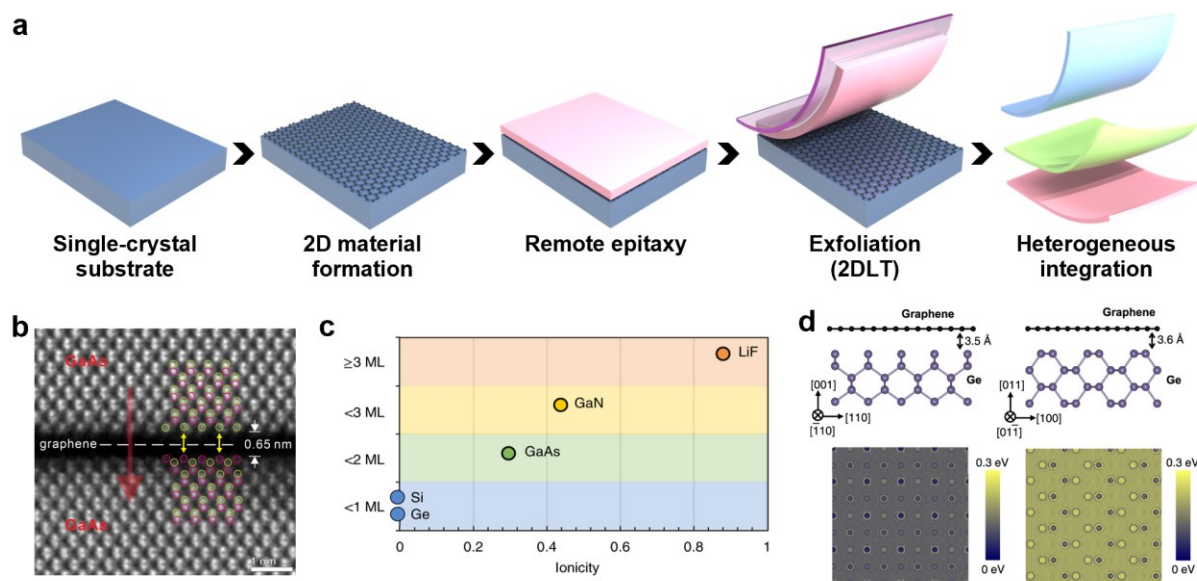 a
Single-crystal
substrate
2D material
formation
Remote epitaxy
Exfoliation
(2DLT)
Heterogeneous
integration
b
GaAs
graphene
0.65 nm
GaAs
1 nm
c
≥3 ML
<3 ML
<2 ML
<1 ML
LiF
GaN
GaAs
Si
Ge
0
0.2
0.4
0.6
0.8
1
Ionicity
d
Graphene
3.5 Å
Ge
[001]
[110]
[1̄10]
Graphene
3.6 Å
Ge
[011]
[100]
[011̄]
0.3 eV
0 eV
0.3 eV
0 eV